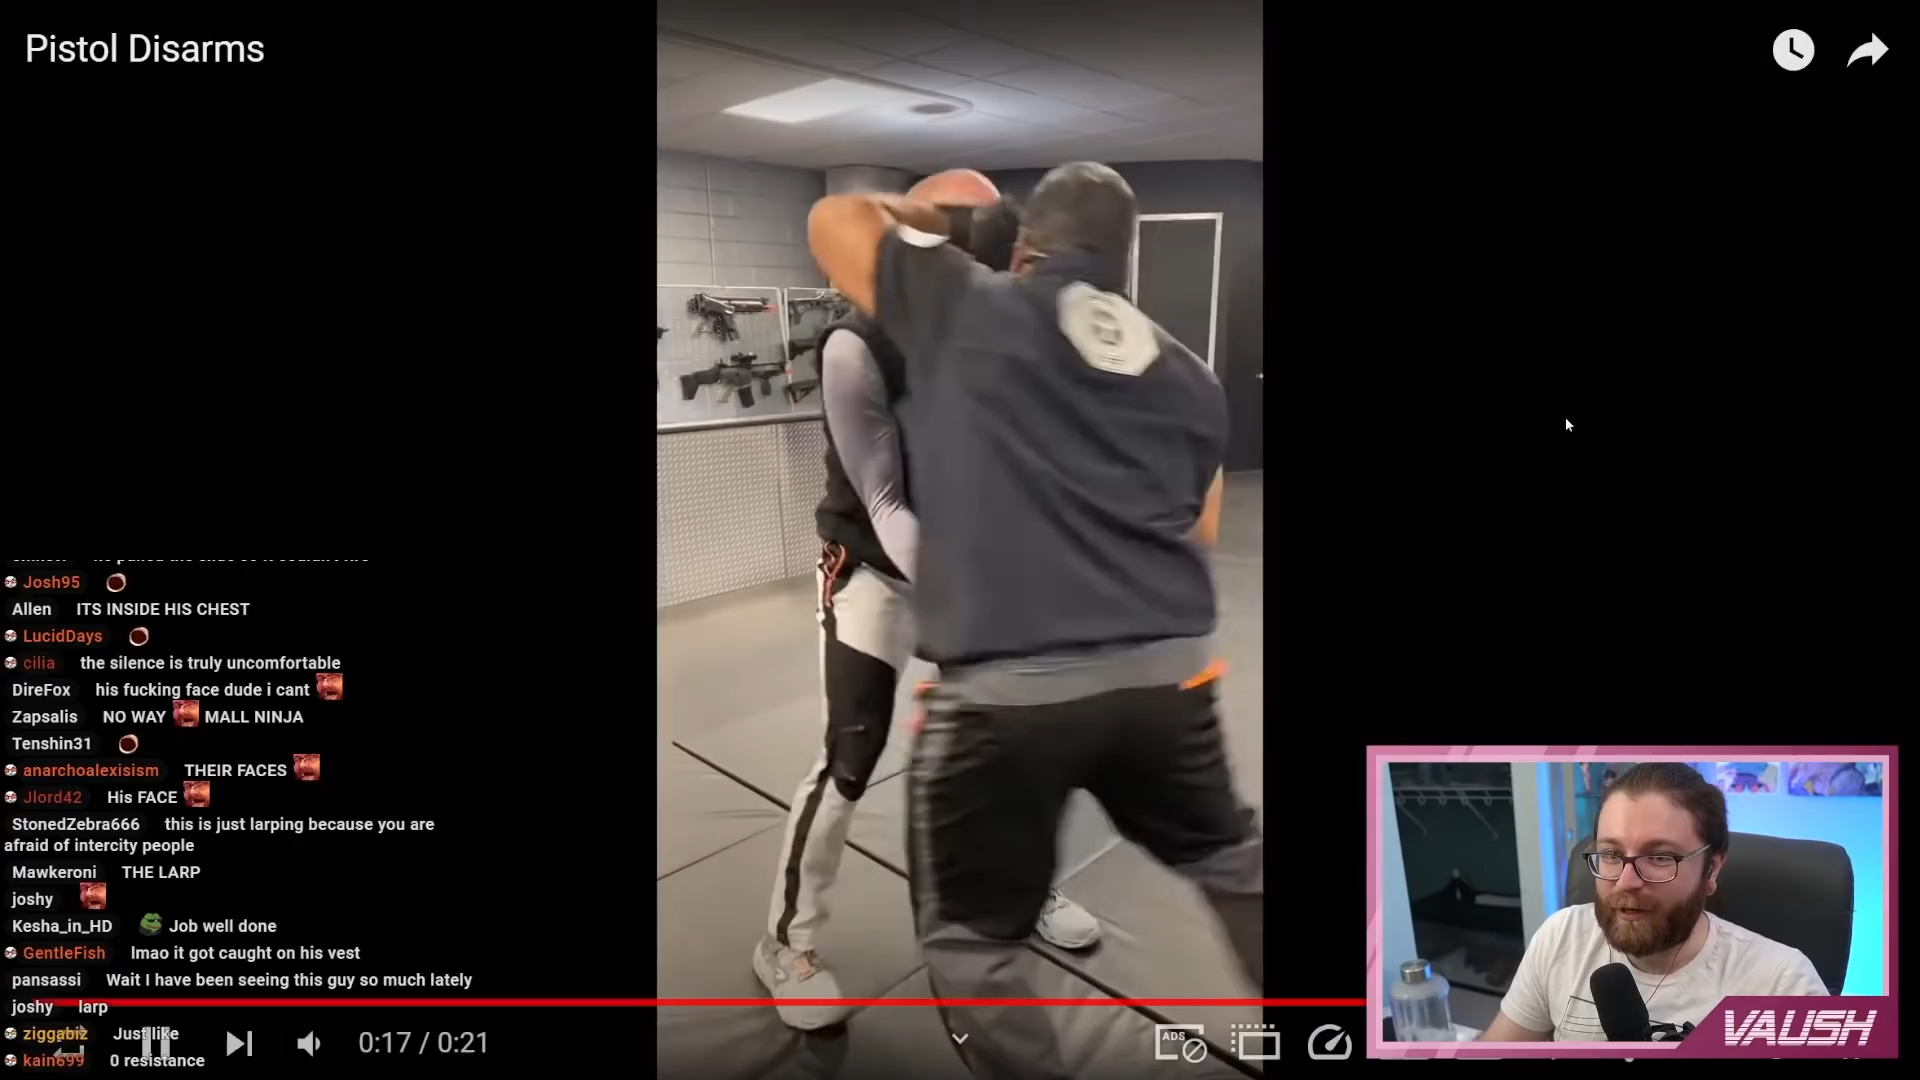 Pistol Disarms
Josh95
Allen ITS INSIDE HIS CHEST
LucidDays
cilia the silence is truly uncomfortable
DireFox his fucking face dude i cant
Zapsalis NO WAY MALL NINJA
Tenshin31
anarchoalexisism THEIR FACES
Jlord42 His FACE
StonedZebra666 this is just larping because you are
afraid of intercity people
Mawkeroni THE LARP
joshy
Kesha_in_HD Job well done
GentleFish lmao it got caught on his vest
pansassi Wait I have been seeing this guy so much lately
joshy larp
ziggabiz Just like
kain699 0 resistance
0:17 / 0:21
ADS
VAUSH